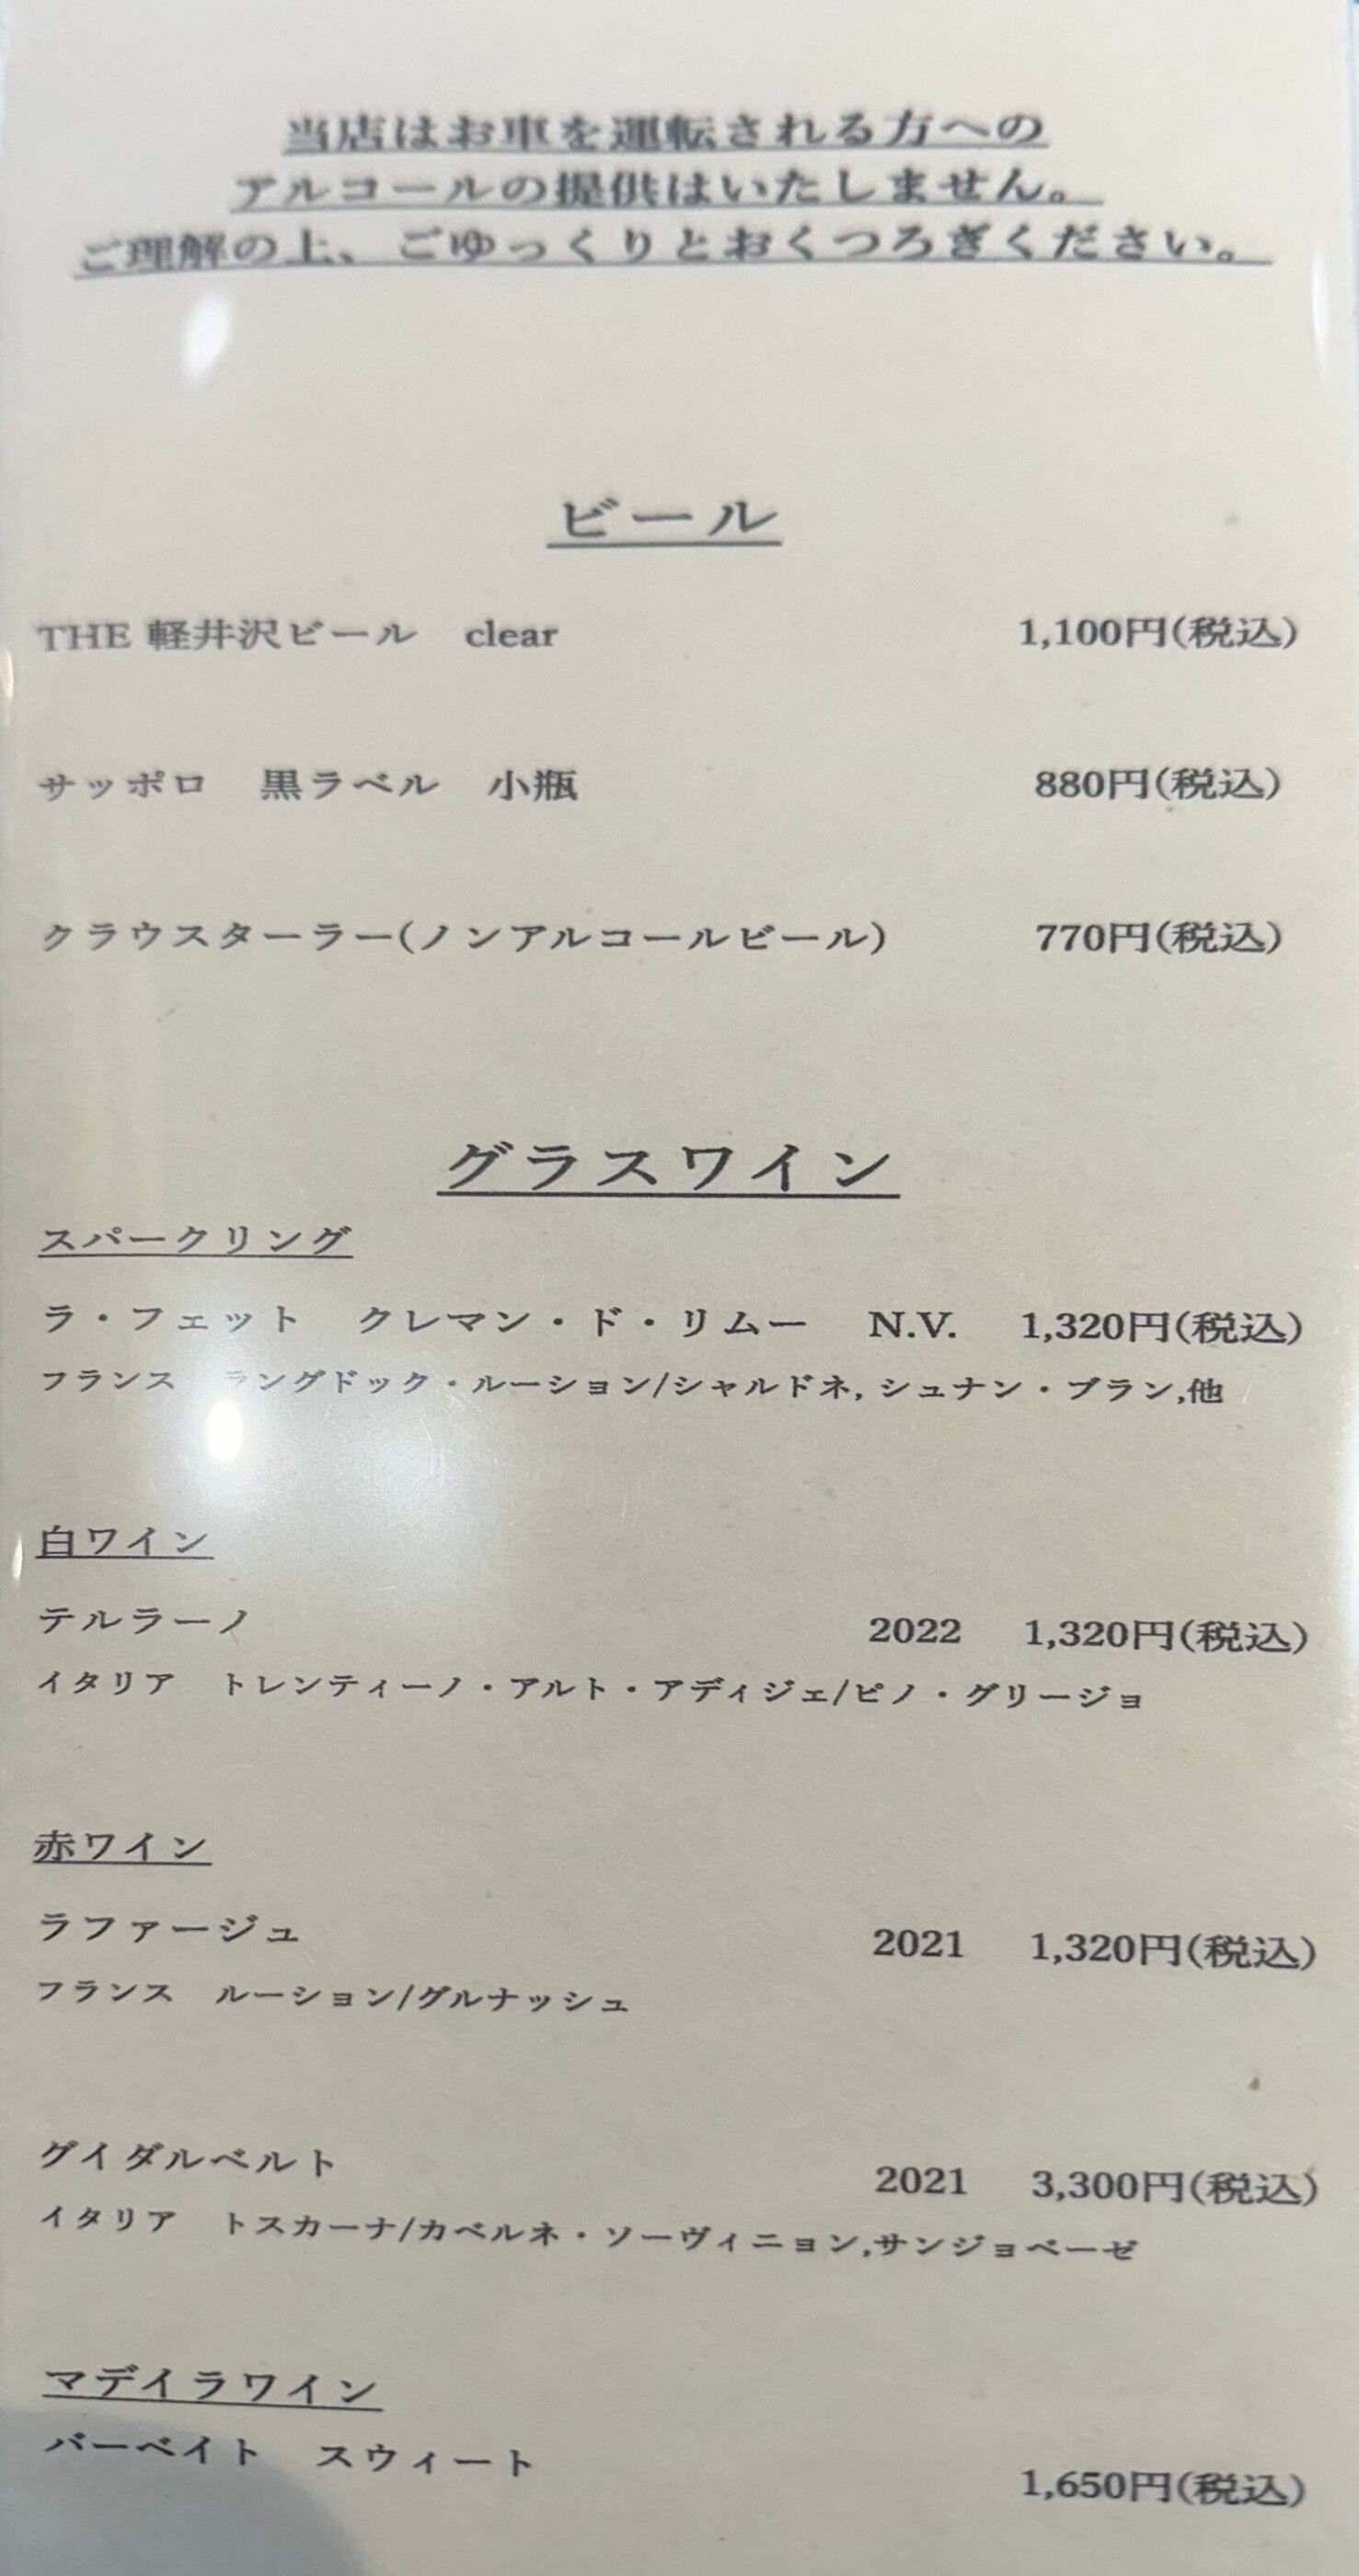 当店はお車を運転される方への
アルコールの提供はいたしません。
ご理解の上、ごゆっくりとおくつろぎください。
ビール
THE 軽井沢ビール　clear　1,100円(税込)
サッポロ　黒ラベル　小瓶　880円(税込)
クラウスターラー(ノンアルコールビール)　770円(税込)
グラスワイン
スパークリング
ラ・フェット　クレマン・ド・リムー　N.V.　1,320円(税込)
フランス　ラングドック・ルーション/シャルドネ, シュナン・ブラン,他
白ワイン
テルラーノ　2022　1,320円(税込)
イタリア　トレンティーノ・アルト・アディジェ/ピノ・グリージョ
赤ワイン
ラファージュ　2021　1,320円(税込)
フランス　ルーション/グルナッシュ
グイダルベルト　2021　3,300円(税込)
イタリア　トスカーナ/カベルネ・ソーヴィニヨン,サンジョベーゼ
マデイラワイン
バーベイト　スウィート　1,650円(税込)